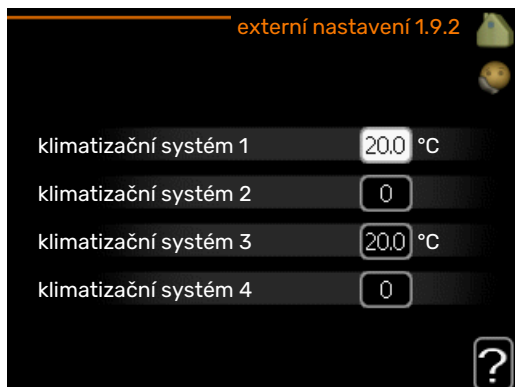 externí nastavení 1.9.2
klimatizační systém 1 20.0 °C
klimatizační systém 2 0
klimatizační systém 3 20.0 °C
klimatizační systém 4 0
?